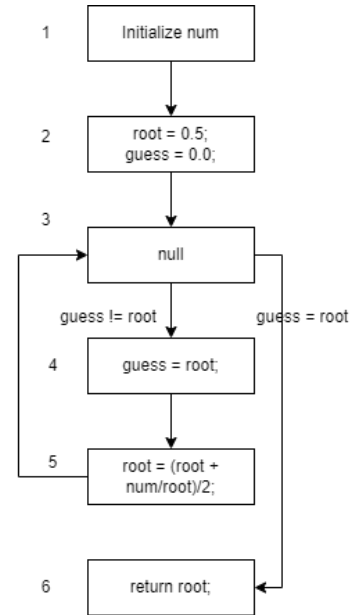 1
Initialize num
2
root = 0.5;
guess = 0.0;
3
null
guess != root
guess = root
4
guess = root;
5
root = (root +
num/root)/2;
6
return root;